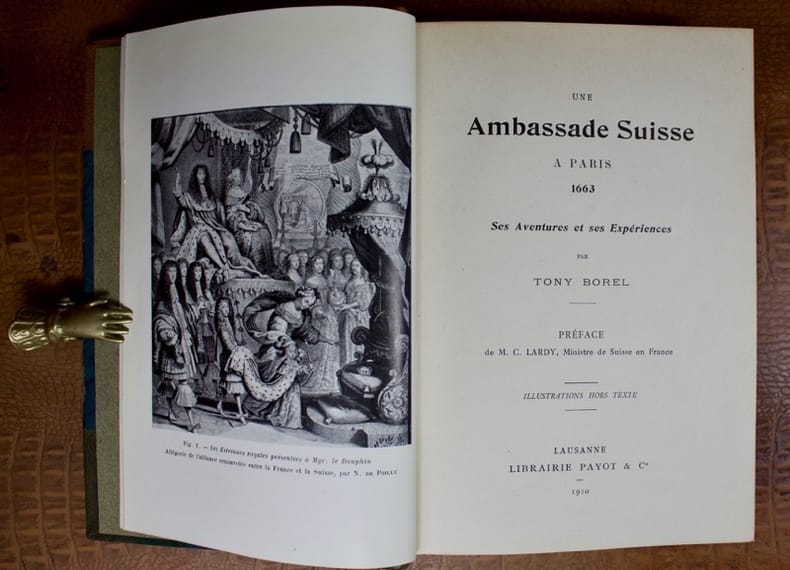 Fig. 1. — Les Estrennes royales présentées à Mgr. le Dauphin
Allégorie de l'alliance renouvelée entre la France et la Suisse, par N. DE POILLY
UNE
Ambassade Suisse
A PARIS
1663
Ses Aventures et ses Expériences
PAR
TONY BOREL
PRÉFACE
de M. C. LARDY, Ministre de Suisse en France
ILLUSTRATIONS HORS TEXTE
LAUSANNE
LIBRAIRIE PAYOT & Cie
1910